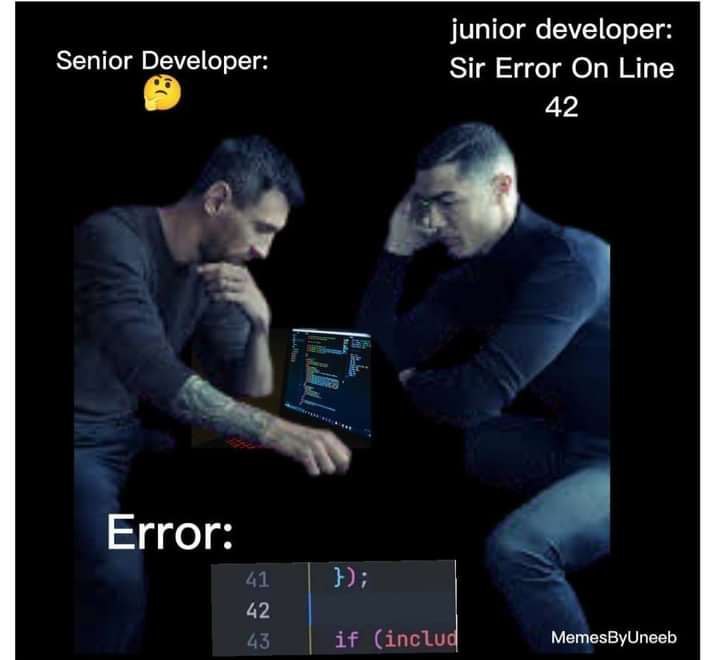 Senior Developer:
🤔
junior developer:
Sir Error On Line
42
Error:
41 });
42
43 if (includ
MemesByUneeb